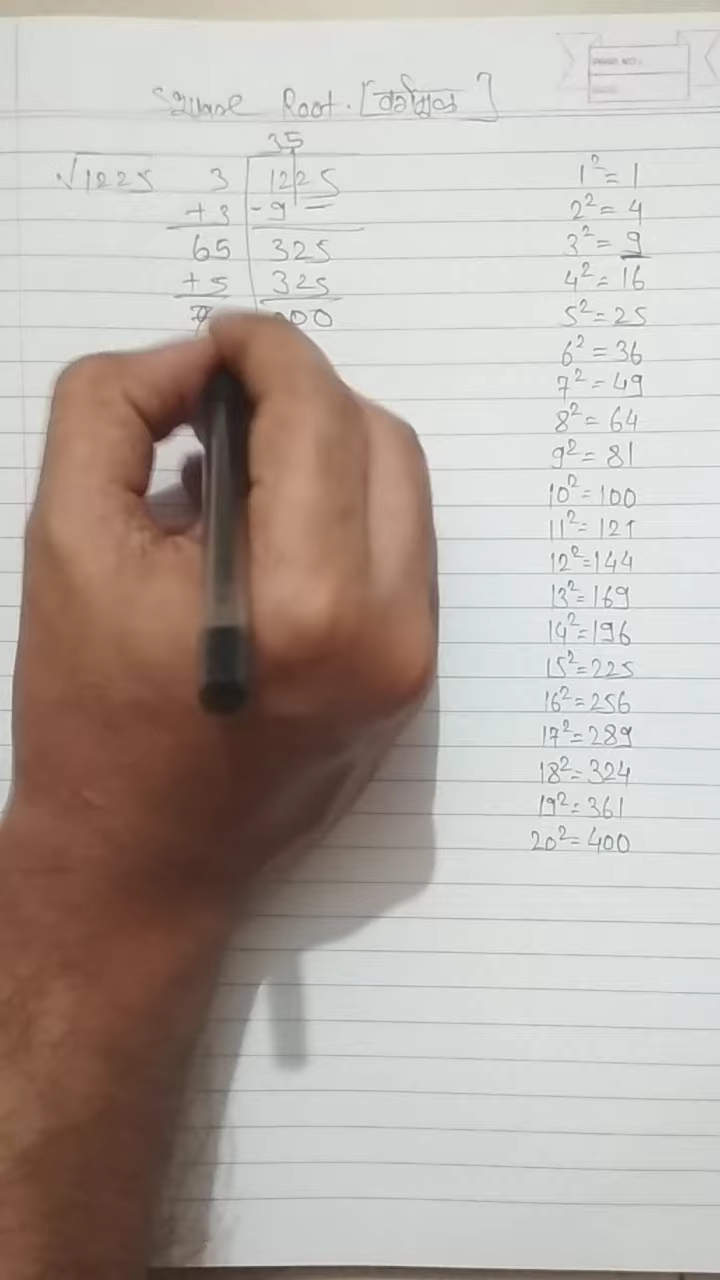 Square Root. [वर्गमूल]
35
√1225 3 1225
+3 -9
65 325
+5 325
7 000
1² = 1
2² = 4
3² = 9
4² = 16
5² = 25
6² = 36
7² = 49
8² = 64
9² = 81
10² = 100
11² = 121
12² = 144
13² = 169
14² = 196
15² = 225
16² = 256
17² = 289
18² = 324
19² = 361
20² = 400